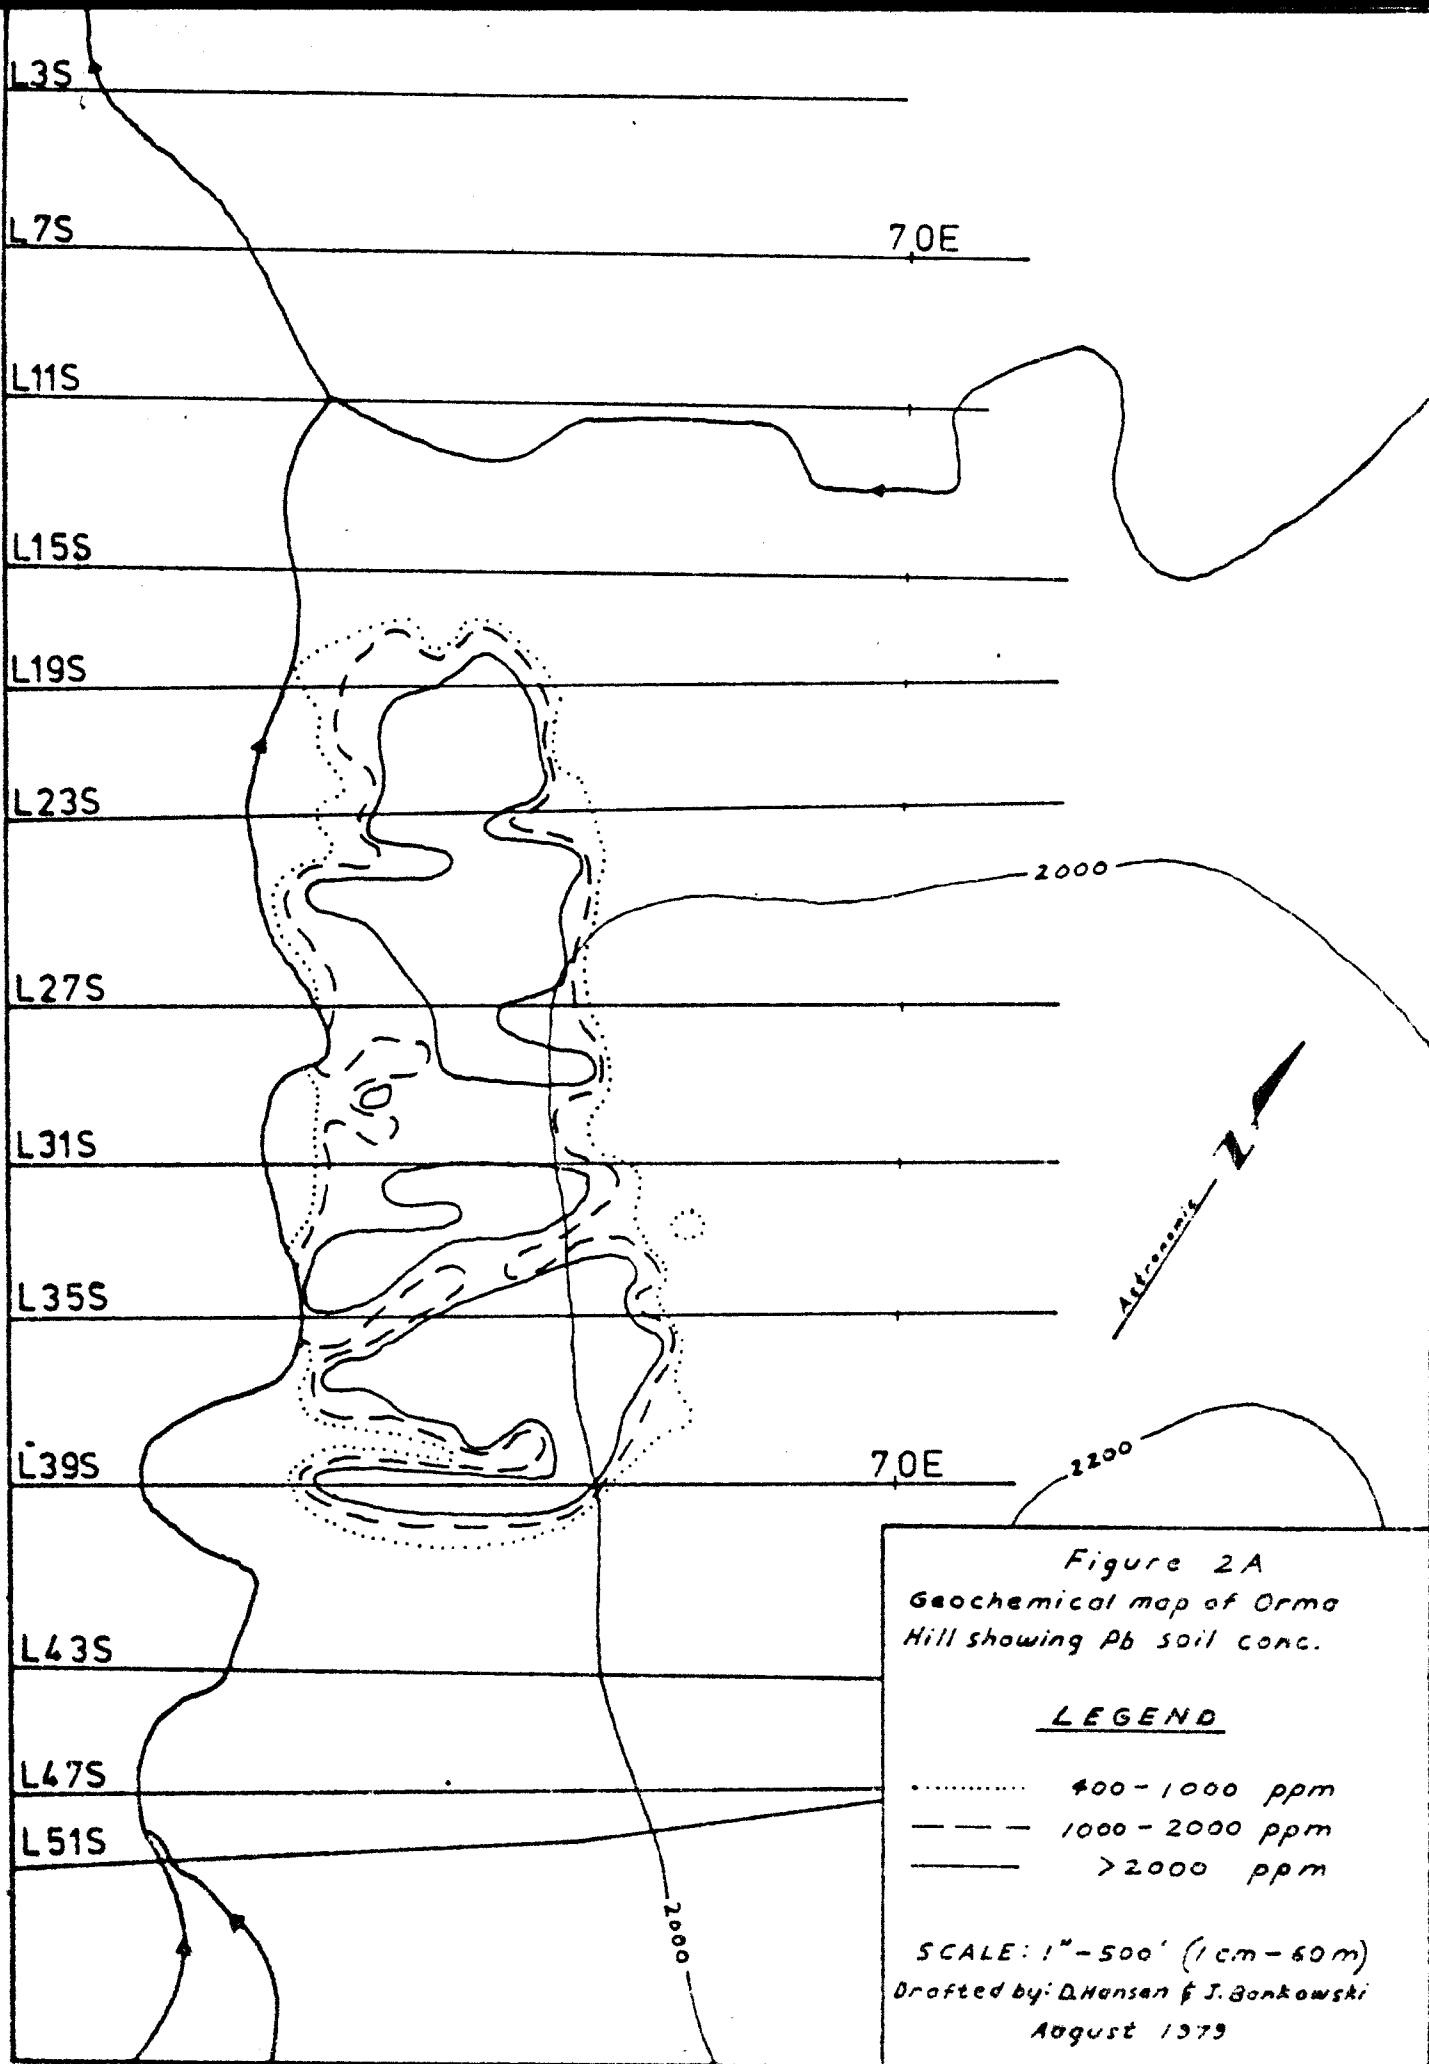 L3S
L7S
70E
L11S
L15S
L19S
L23S
2000
L27S
L31S
Astronomic N
L35S
L39S
70E
2200
L43S
L47S
L51S
2000
Figure 2A
Geochemical map of Orma
Hill showing Pb soil conc.
LEGEND
400-1000 ppm
1000-2000 ppm
>2000 ppm
SCALE: 1"-500' (1cm-60m)
Drafted by: D.Hansen & J.Bankowski
August 1979